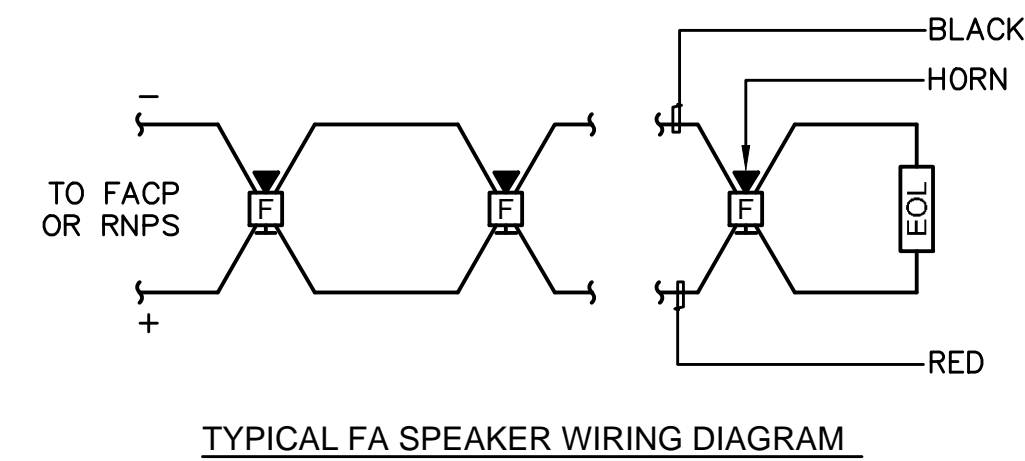 BLACK
HORN
−
TO FACP
OR RNPS
F
F
F
EOL
+
RED
TYPICAL FA SPEAKER WIRING DIAGRAM